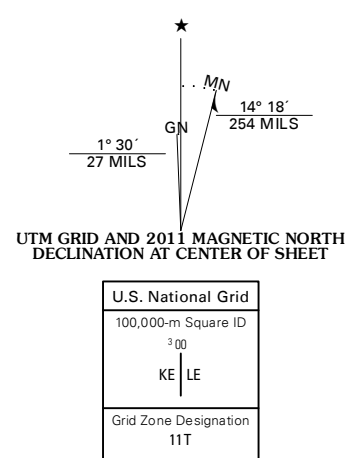 ★
MN
GN
14° 18´
254 MILS
1° 30´
27 MILS
UTM GRID AND 2011 MAGNETIC NORTH
DECLINATION AT CENTER OF SHEET
U.S. National Grid
100,000-m Square ID
³00
KE LE
Grid Zone Designation
11T